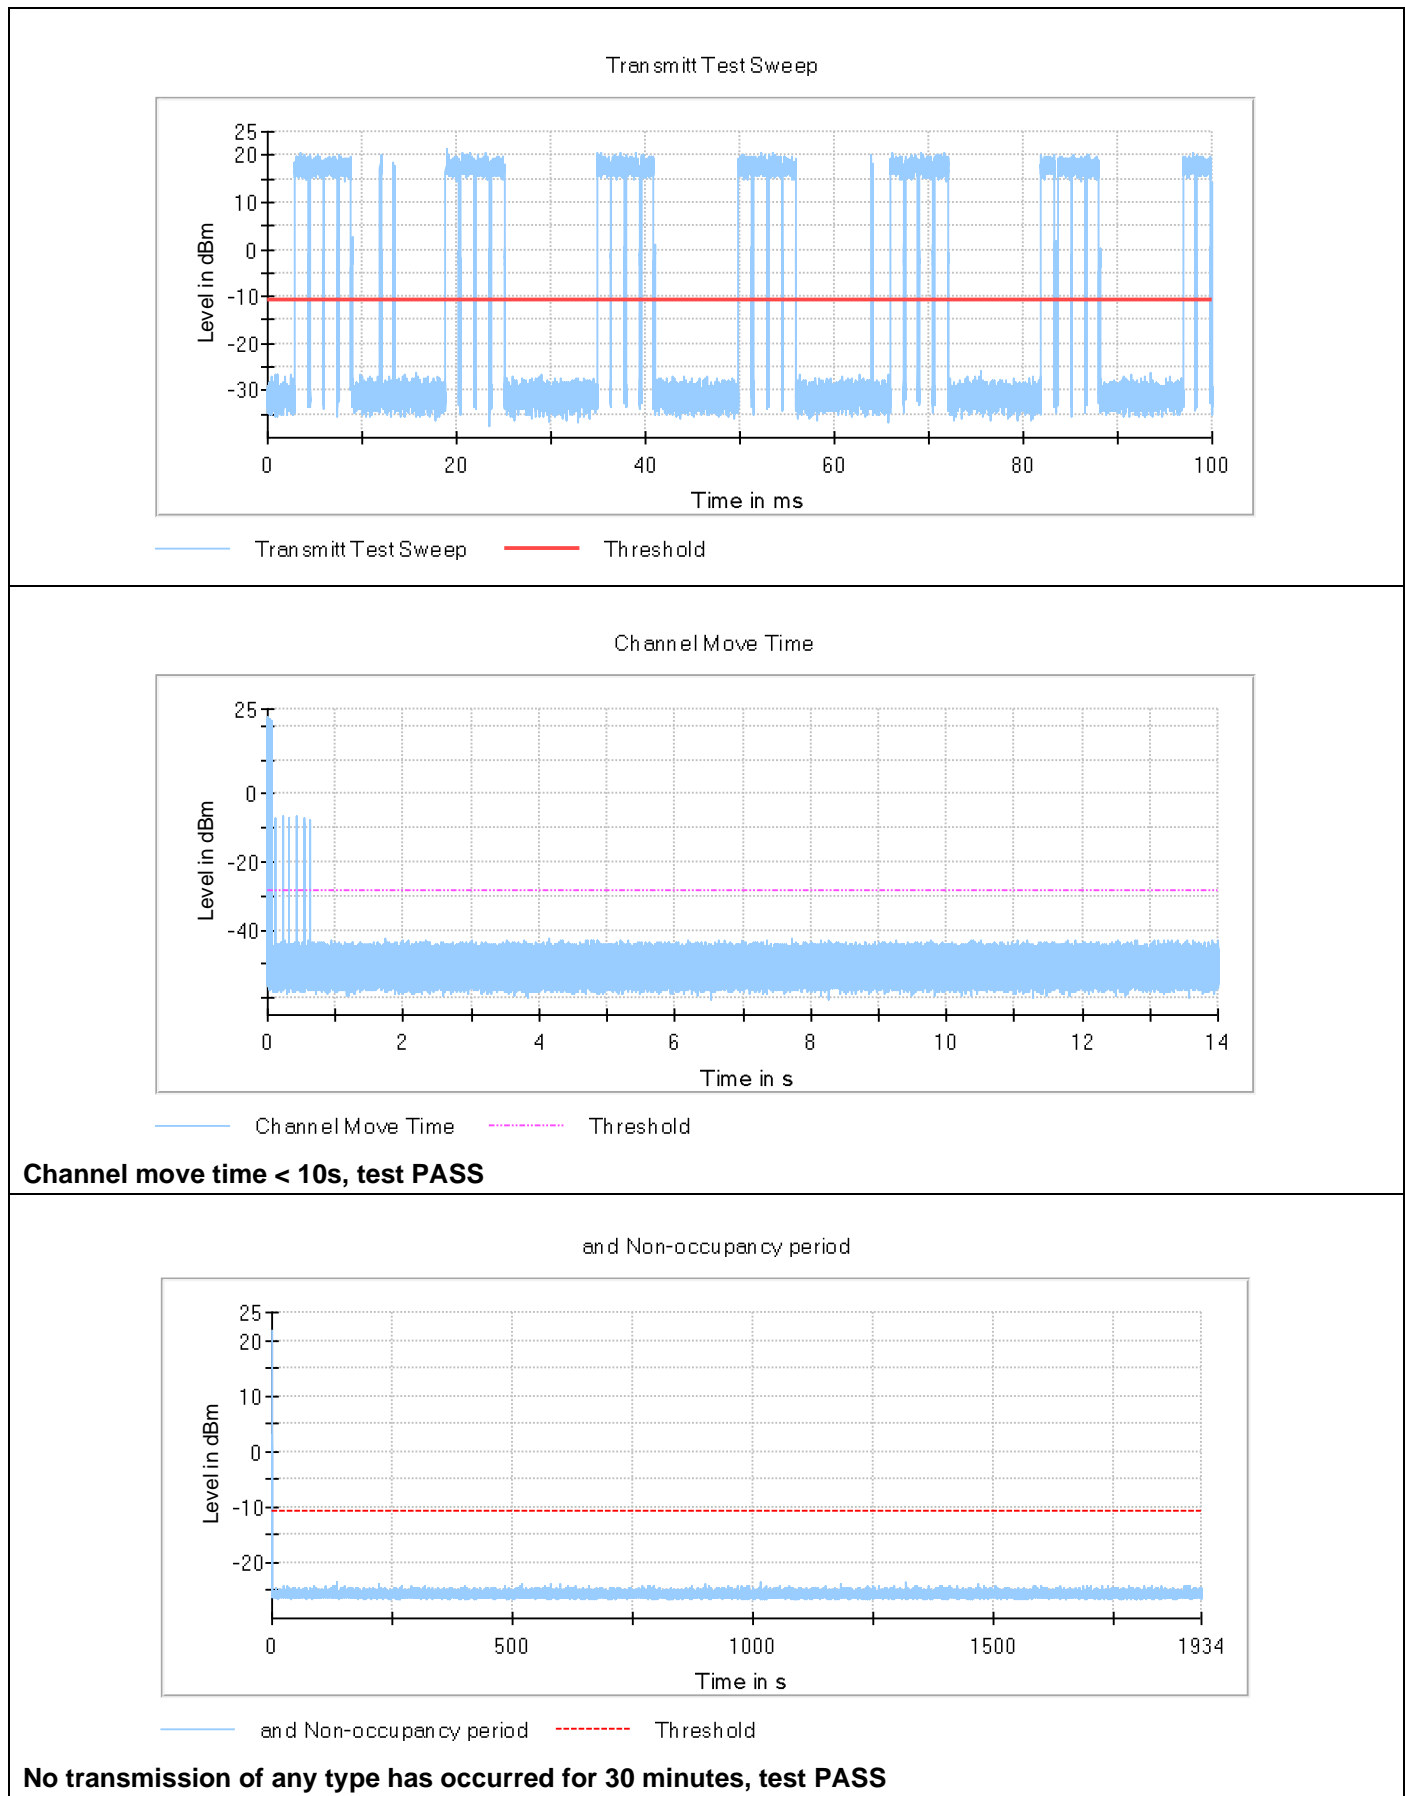 Transmitt Test Sweep
25
20
10
0
-10
-20
-30
Level in dBm
0 20 40 60 80 100
Time in ms
Transmitt Test Sweep Threshold
Channel Move Time
25
0
-20
-40
Level in dBm
0 2 4 6 8 10 12 14
Time in s
Channel Move Time Threshold
Channel move time < 10s, test PASS
and Non-occupancy period
25
20
10
0
-10
-20
Level in dBm
0 500 1000 1500 1934
Time in s
and Non-occupancy period Threshold
No transmission of any type has occurred for 30 minutes, test PASS